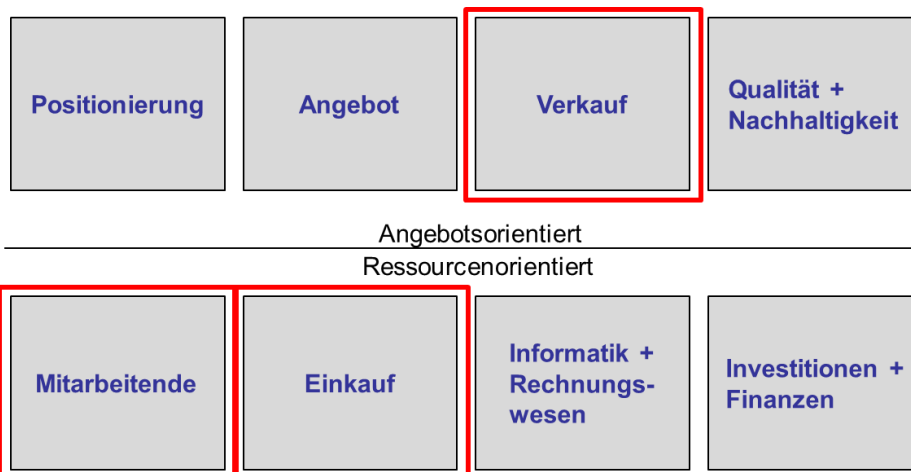 Positionierung
Angebot
Verkauf
Qualität +
Nachhaltigkeit
Angebotsorientiert
Ressourcenorientiert
Mitarbeitende
Einkauf
Informatik +
Rechnungs-
wesen
Investitionen +
Finanzen